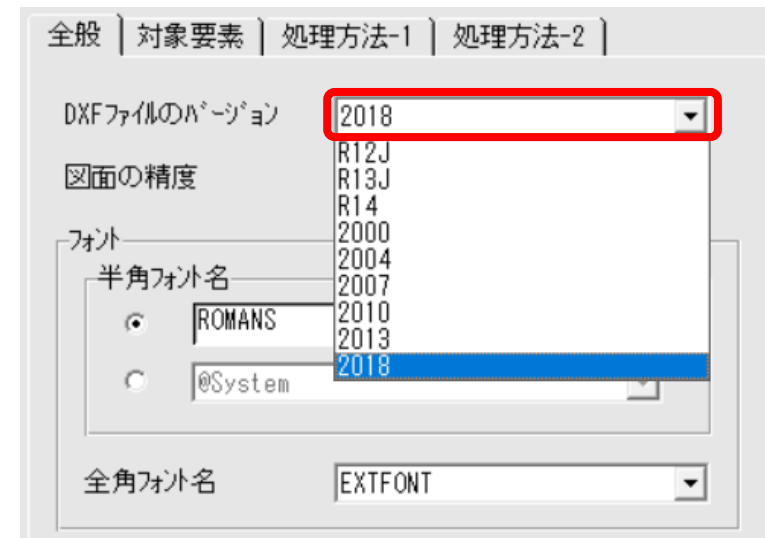 全般 対象要素 処理方法-1 処理方法-2
DXFファイルのバージョン 2018
R12J
図面の精度 R13J
R14
2000
フォント
2004
半角フォント名 2007
2010
ROMANS
2013
2018
@System
全角フォント名 EXTFONT